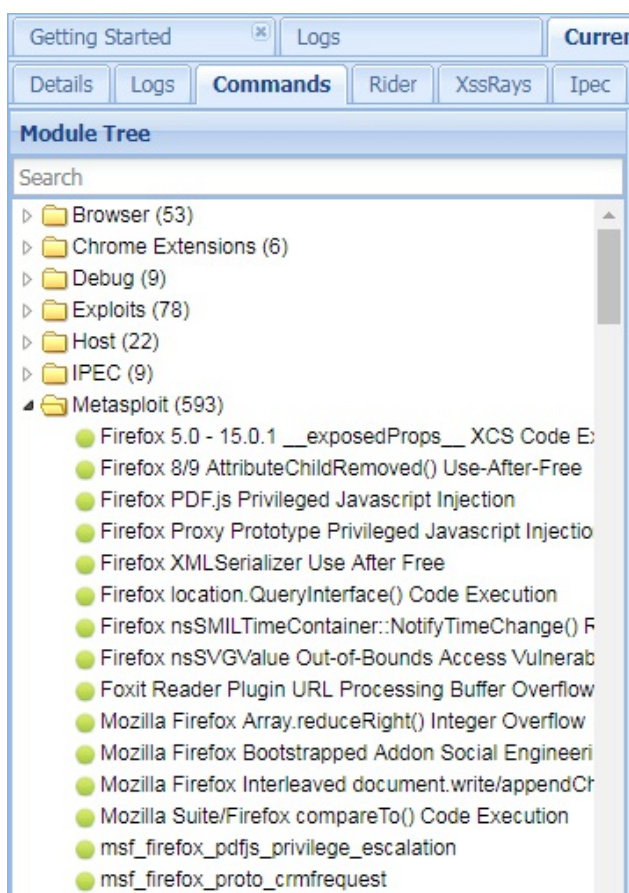 Getting Started Logs Curren
Details Logs Commands Rider XssRays Ipec
Module Tree
Search
Browser (53)
Chrome Extensions (6)
Debug (9)
Exploits (78)
Host (22)
IPEC (9)
Metasploit (593)
Firefox 5.0 - 15.0.1 __exposedProps__ XCS Code Ex
Firefox 8/9 AttributeChildRemoved() Use-After-Free
Firefox PDF.js Privileged Javascript Injection
Firefox Proxy Prototype Privileged Javascript Injectio
Firefox XMLSerializer Use After Free
Firefox location.QueryInterface() Code Execution
Firefox nsSMILTimeContainer::NotifyTimeChange() R
Firefox nsSVGValue Out-of-Bounds Access Vulnerab
Foxit Reader Plugin URL Processing Buffer Overflow
Mozilla Firefox Array.reduceRight() Integer Overflow
Mozilla Firefox Bootstrapped Addon Social Engineeri
Mozilla Firefox Interleaved document.write/appendCh
Mozilla Suite/Firefox compareTo() Code Execution
msf_firefox_pdfjs_privilege_escalation
msf_firefox_proto_crmfrequest